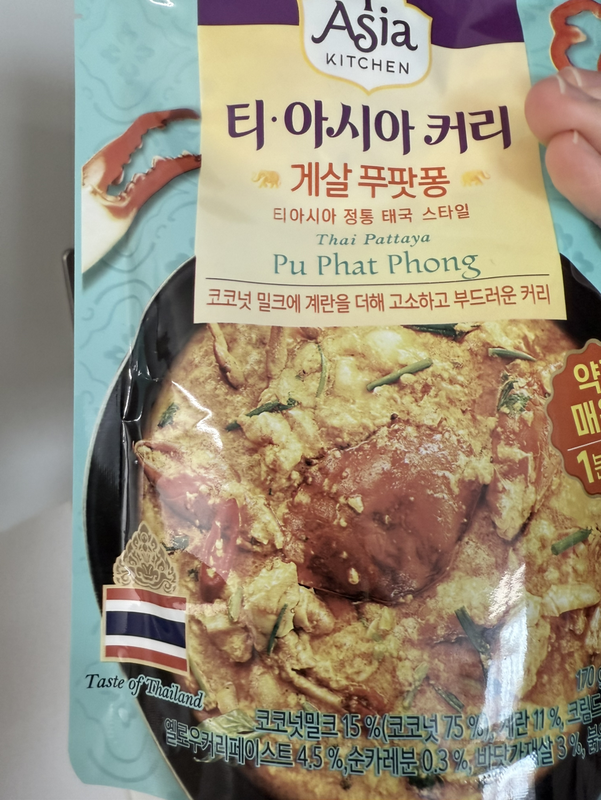 Asia
KITCHEN
티·아시아 커리
게살 푸팟퐁
티아시아 정통 태국 스타일
Thai Pattaya
Pu Phat Phong
코코넛 밀크에 계란을 더해 고소하고 부드러운 커리
매
1분
Taste of Thailand
170 g
코코넛밀크 15 %(코코넛 75 %), 계란 11 %, 크림
옐로우커리페이스트 4.5 %, 순카레분 0.3 %, 바닷가재살 3 %, 붉